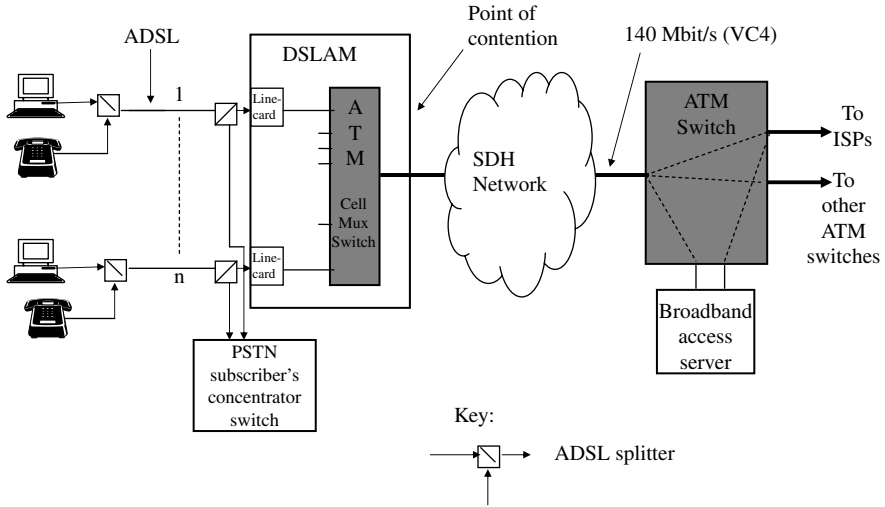 ADSL
DSLAM
Point of
contention
140 Mbit/s (VC4)
1
Line-
card
A
T
M
Cell
Mux
Switch
SDH
Network
ATM
Switch
To
ISPs
To
other
ATM
switches
n
Line-
card
Broadband
access
server
PSTN
subscriber's
concentrator
switch
Key:
ADSL splitter